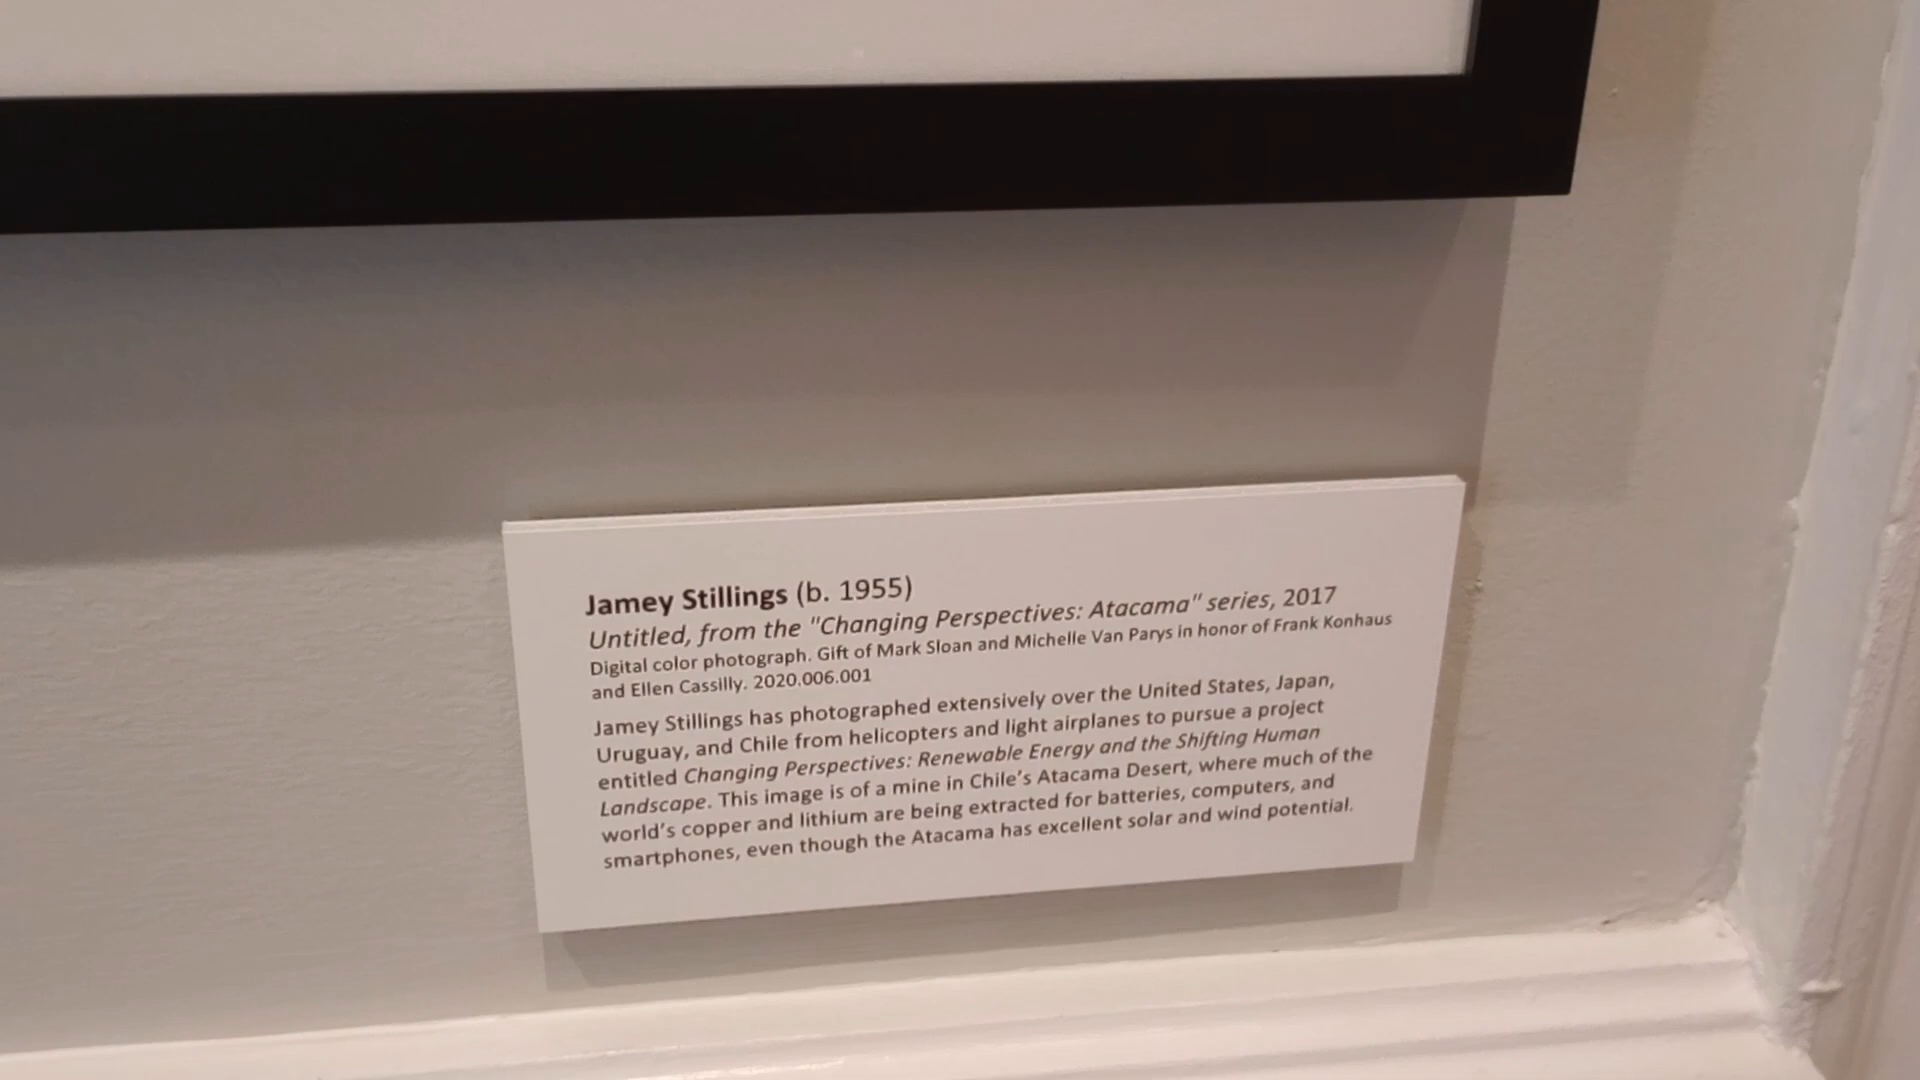 Jamey Stillings (b. 1955)
Untitled, from the "Changing Perspectives: Atacama" series, 2017
Digital color photograph. Gift of Mark Sloan and Michelle Van Parys in honor of Frank Konhaus
and Ellen Cassilly. 2020.006.001
Jamey Stillings has photographed extensively over the United States, Japan,
Uruguay, and Chile from helicopters and light airplanes to pursue a project
entitled Changing Perspectives: Renewable Energy and the Shifting Human
Landscape. This image is of a mine in Chile’s Atacama Desert, where much of the
world’s copper and lithium are being extracted for batteries, computers, and
smartphones, even though the Atacama has excellent solar and wind potential.